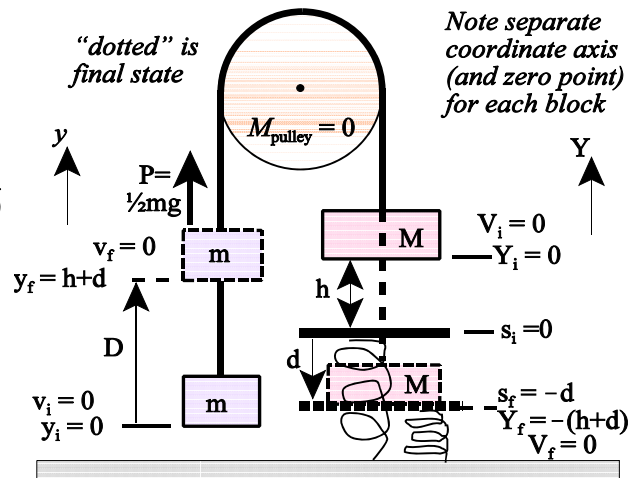 “dotted” is
final state
Note separate
coordinate axis
(and zero point)
for each block
M pulley = 0
y
Y
P=
½mg
v_f = 0
m
y_f = h+d
D
v_i = 0
y_i = 0
m
M
V_i = 0
Y_i = 0
h
s_i =0
d
M
s_f = −d
Y_f = −(h+d)
V_f = 0